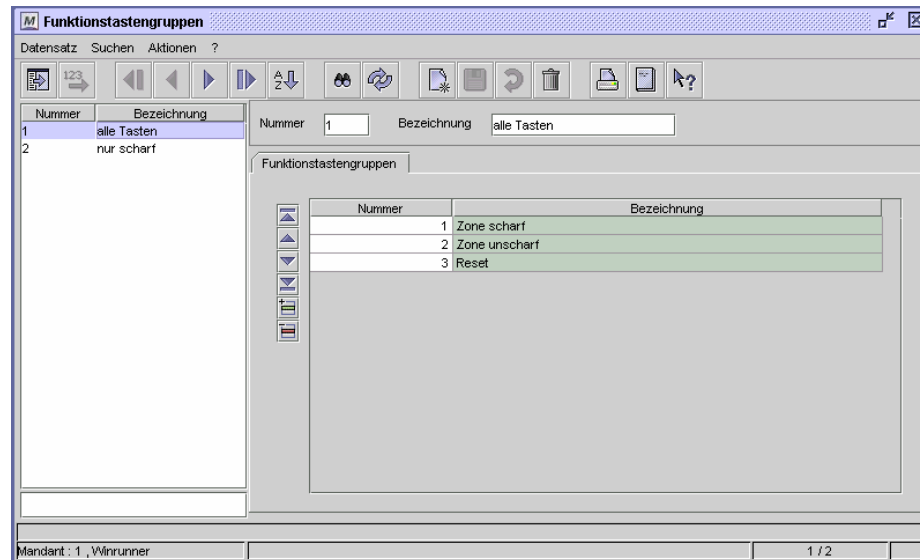 M Funktionstastengruppen
Datensatz Suchen Aktionen ?
123
A Z
?
Nummer Bezeichnung
1 alle Tasten
2 nur scharf
Nummer 1 Bezeichnung alle Tasten
Funktionstastengruppen
Nummer Bezeichnung
1 Zone scharf
2 Zone unscharf
3 Reset
Mandant : 1 , Winrunner
1 / 2